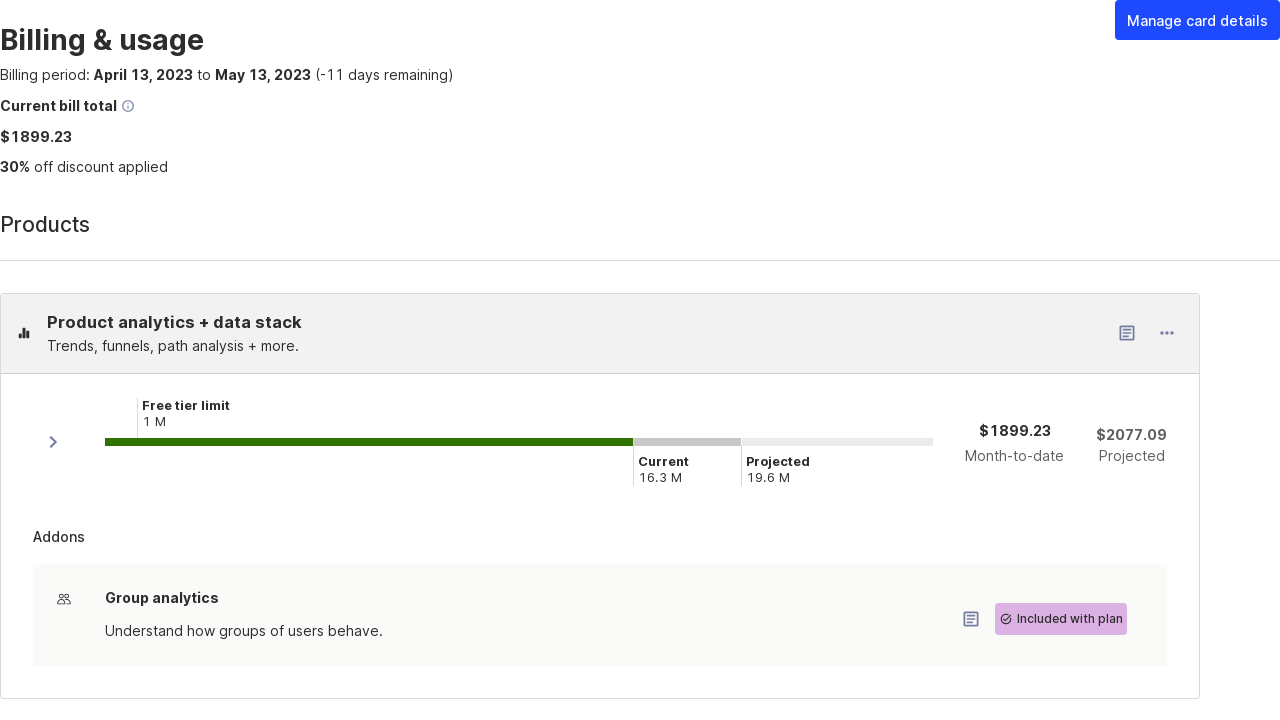 Manage card details
Billing & usage
Billing period: April 13, 2023 to May 13, 2023 (-11 days remaining)
Current bill total
$1899.23
30% off discount applied
Products
Product analytics + data stack
Trends, funnels, path analysis + more.
Free tier limit
1 M
Current
16.3 M
Projected
19.6 M
$1899.23
Month-to-date
$2077.09
Projected
Addons
Group analytics
Understand how groups of users behave.
Included with plan